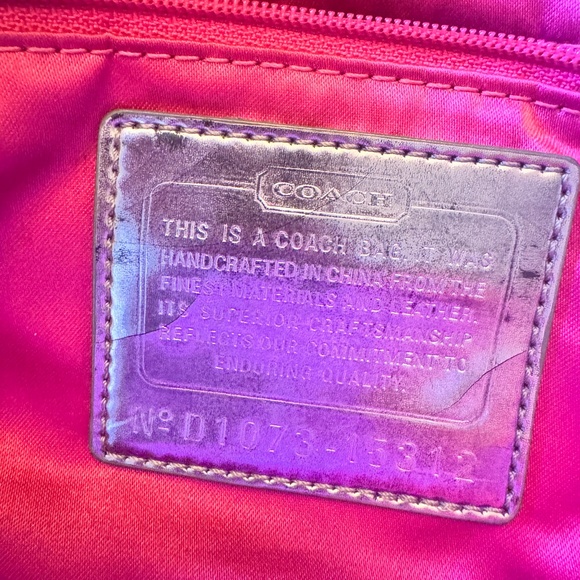 COACH
THIS IS A COACH BAG. IT WAS
HANDCRAFTED IN CHINA FROM THE
FINEST MATERIALS AND LEATHER.
ITS SUPERIOR CRAFTSMANSHIP
REFLECTS OUR COMMITMENT TO
ENDURING QUALITY.
Nº D1073-15312